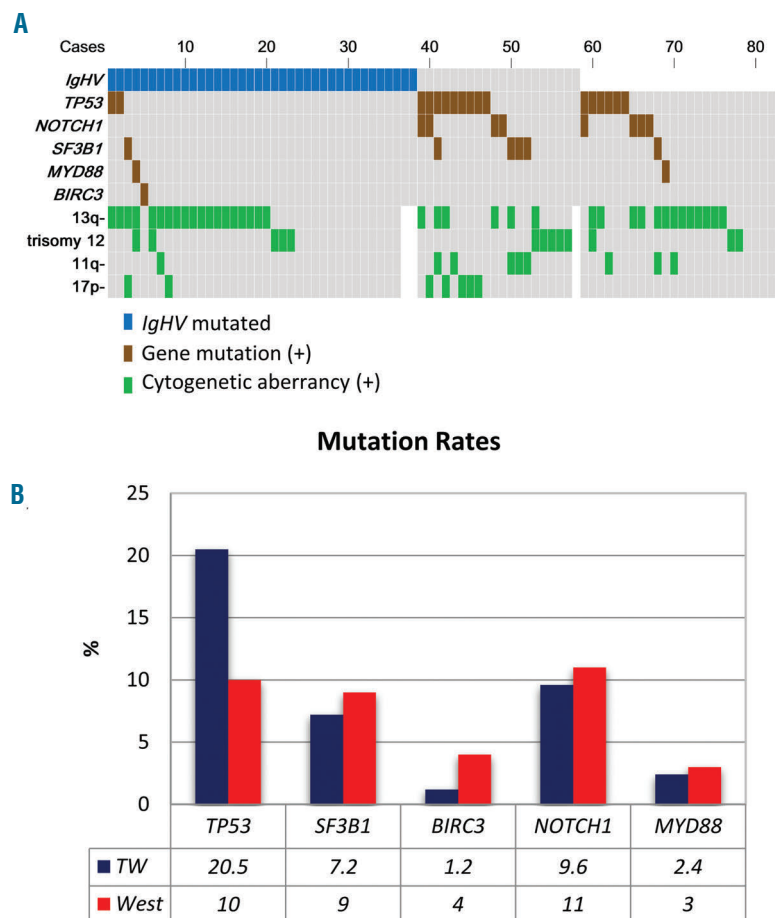 A
Cases 10 20 30 40 50 60 70 80
IgHV
TP53
NOTCH1
SF3B1
MYD88
BIRC3
13q-
trisomy 12
11q-
17p-
IgHV mutated
Gene mutation (+)
Cytogenetic aberrancy (+)
Mutation Rates
B
25
20
15
10
5
0
%
TP53 SF3B1 BIRC3 NOTCH1 MYD88
TW 20.5 7.2 1.2 9.6 2.4
West 10 9 4 11 3